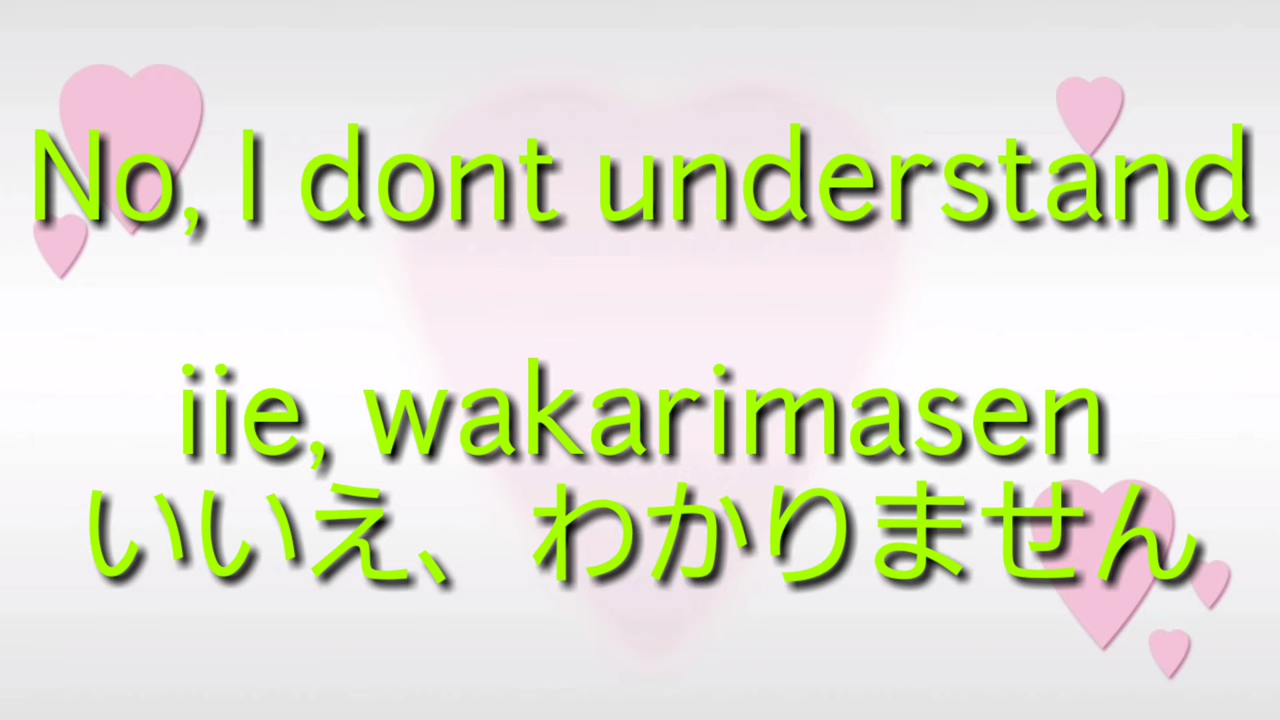 No, I dont understand
iie, wakarimasen
いいえ、わかりません